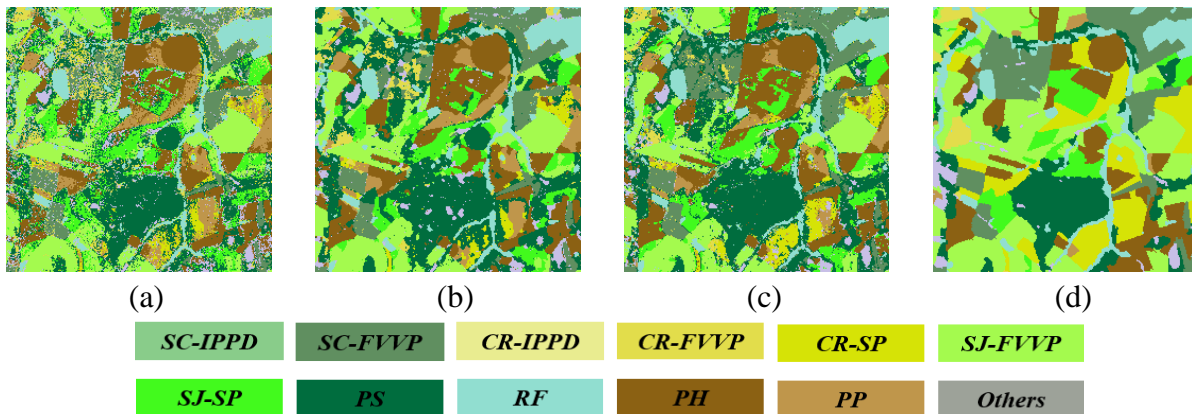 (a) (b) (c) (d)
SC-IPPD SC-FVVP CR-IPPD CR-FVVP CR-SP SJ-FVVP
SJ-SP PS RF PH PP Others